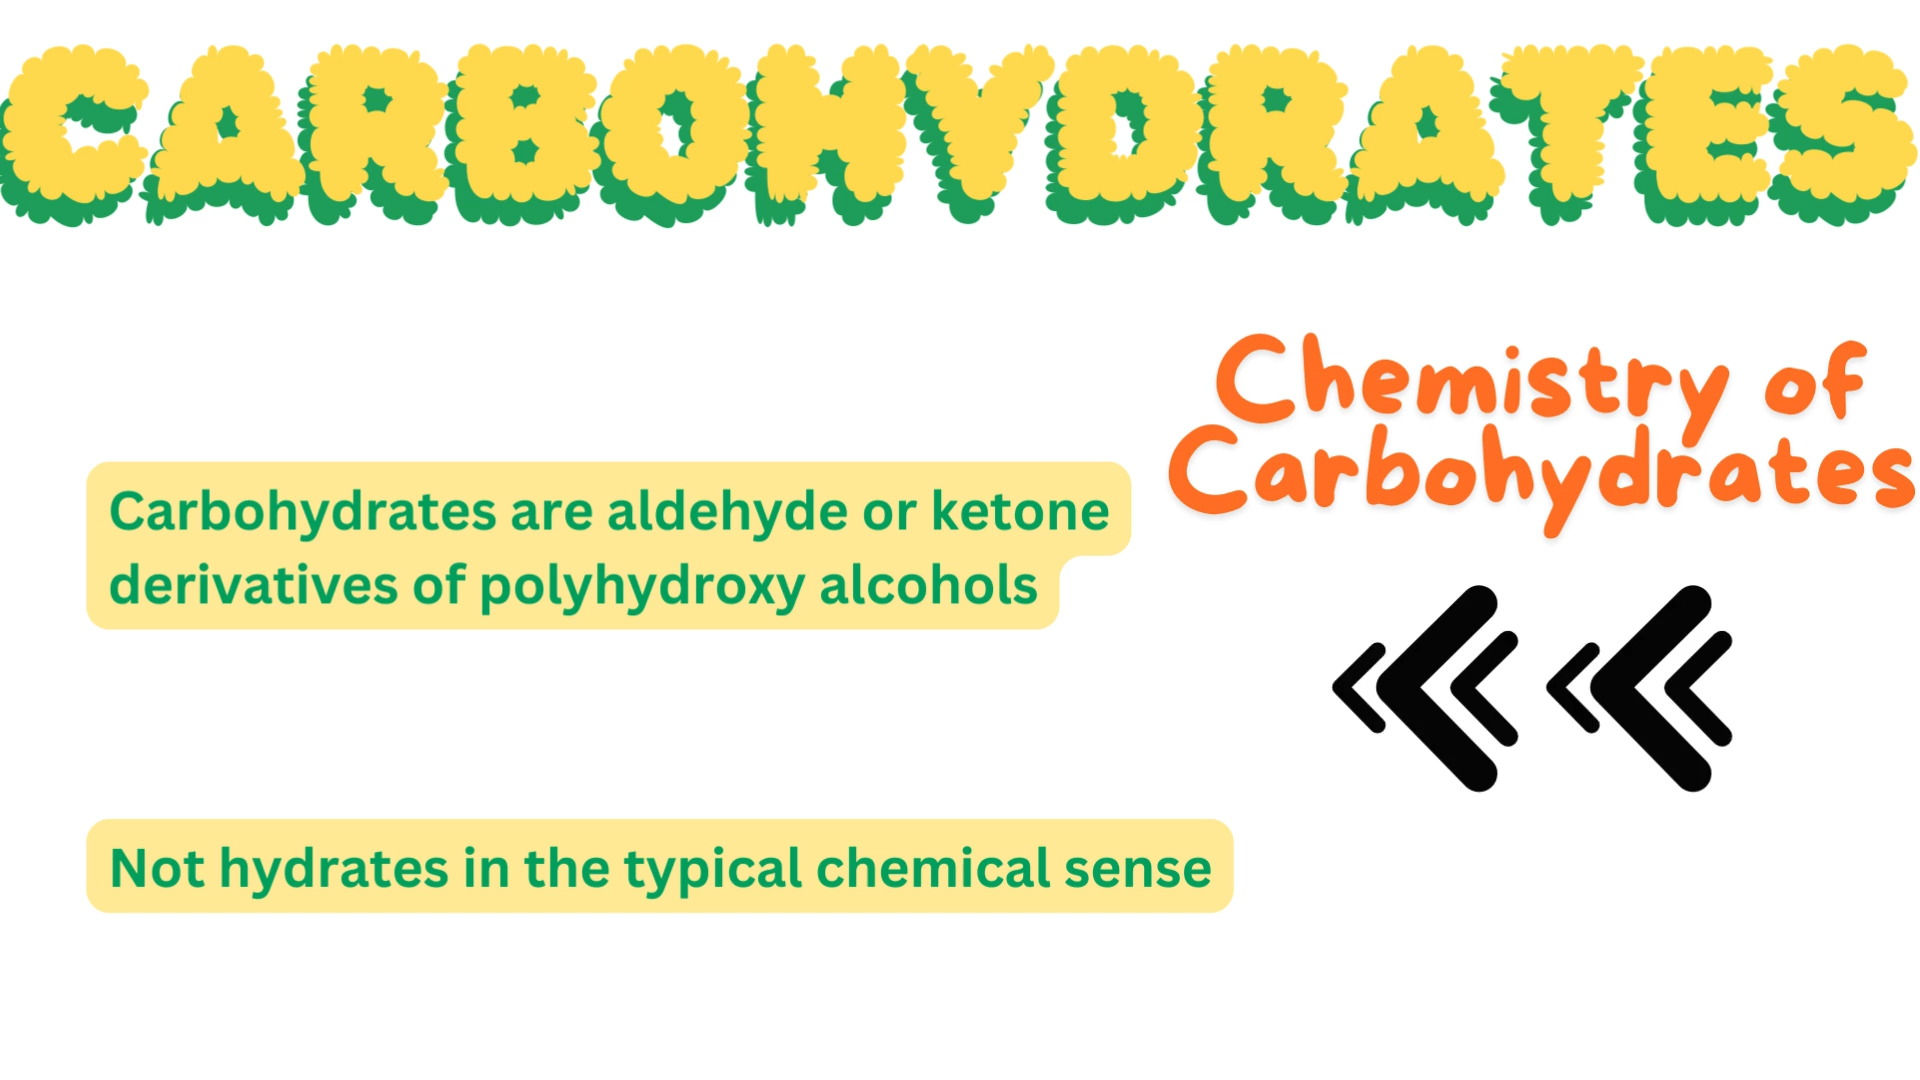 CARBOHYDRATES
Chemistry of
Carbohydrates
Carbohydrates are aldehyde or ketone
derivatives of polyhydroxy alcohols
Not hydrates in the typical chemical sense